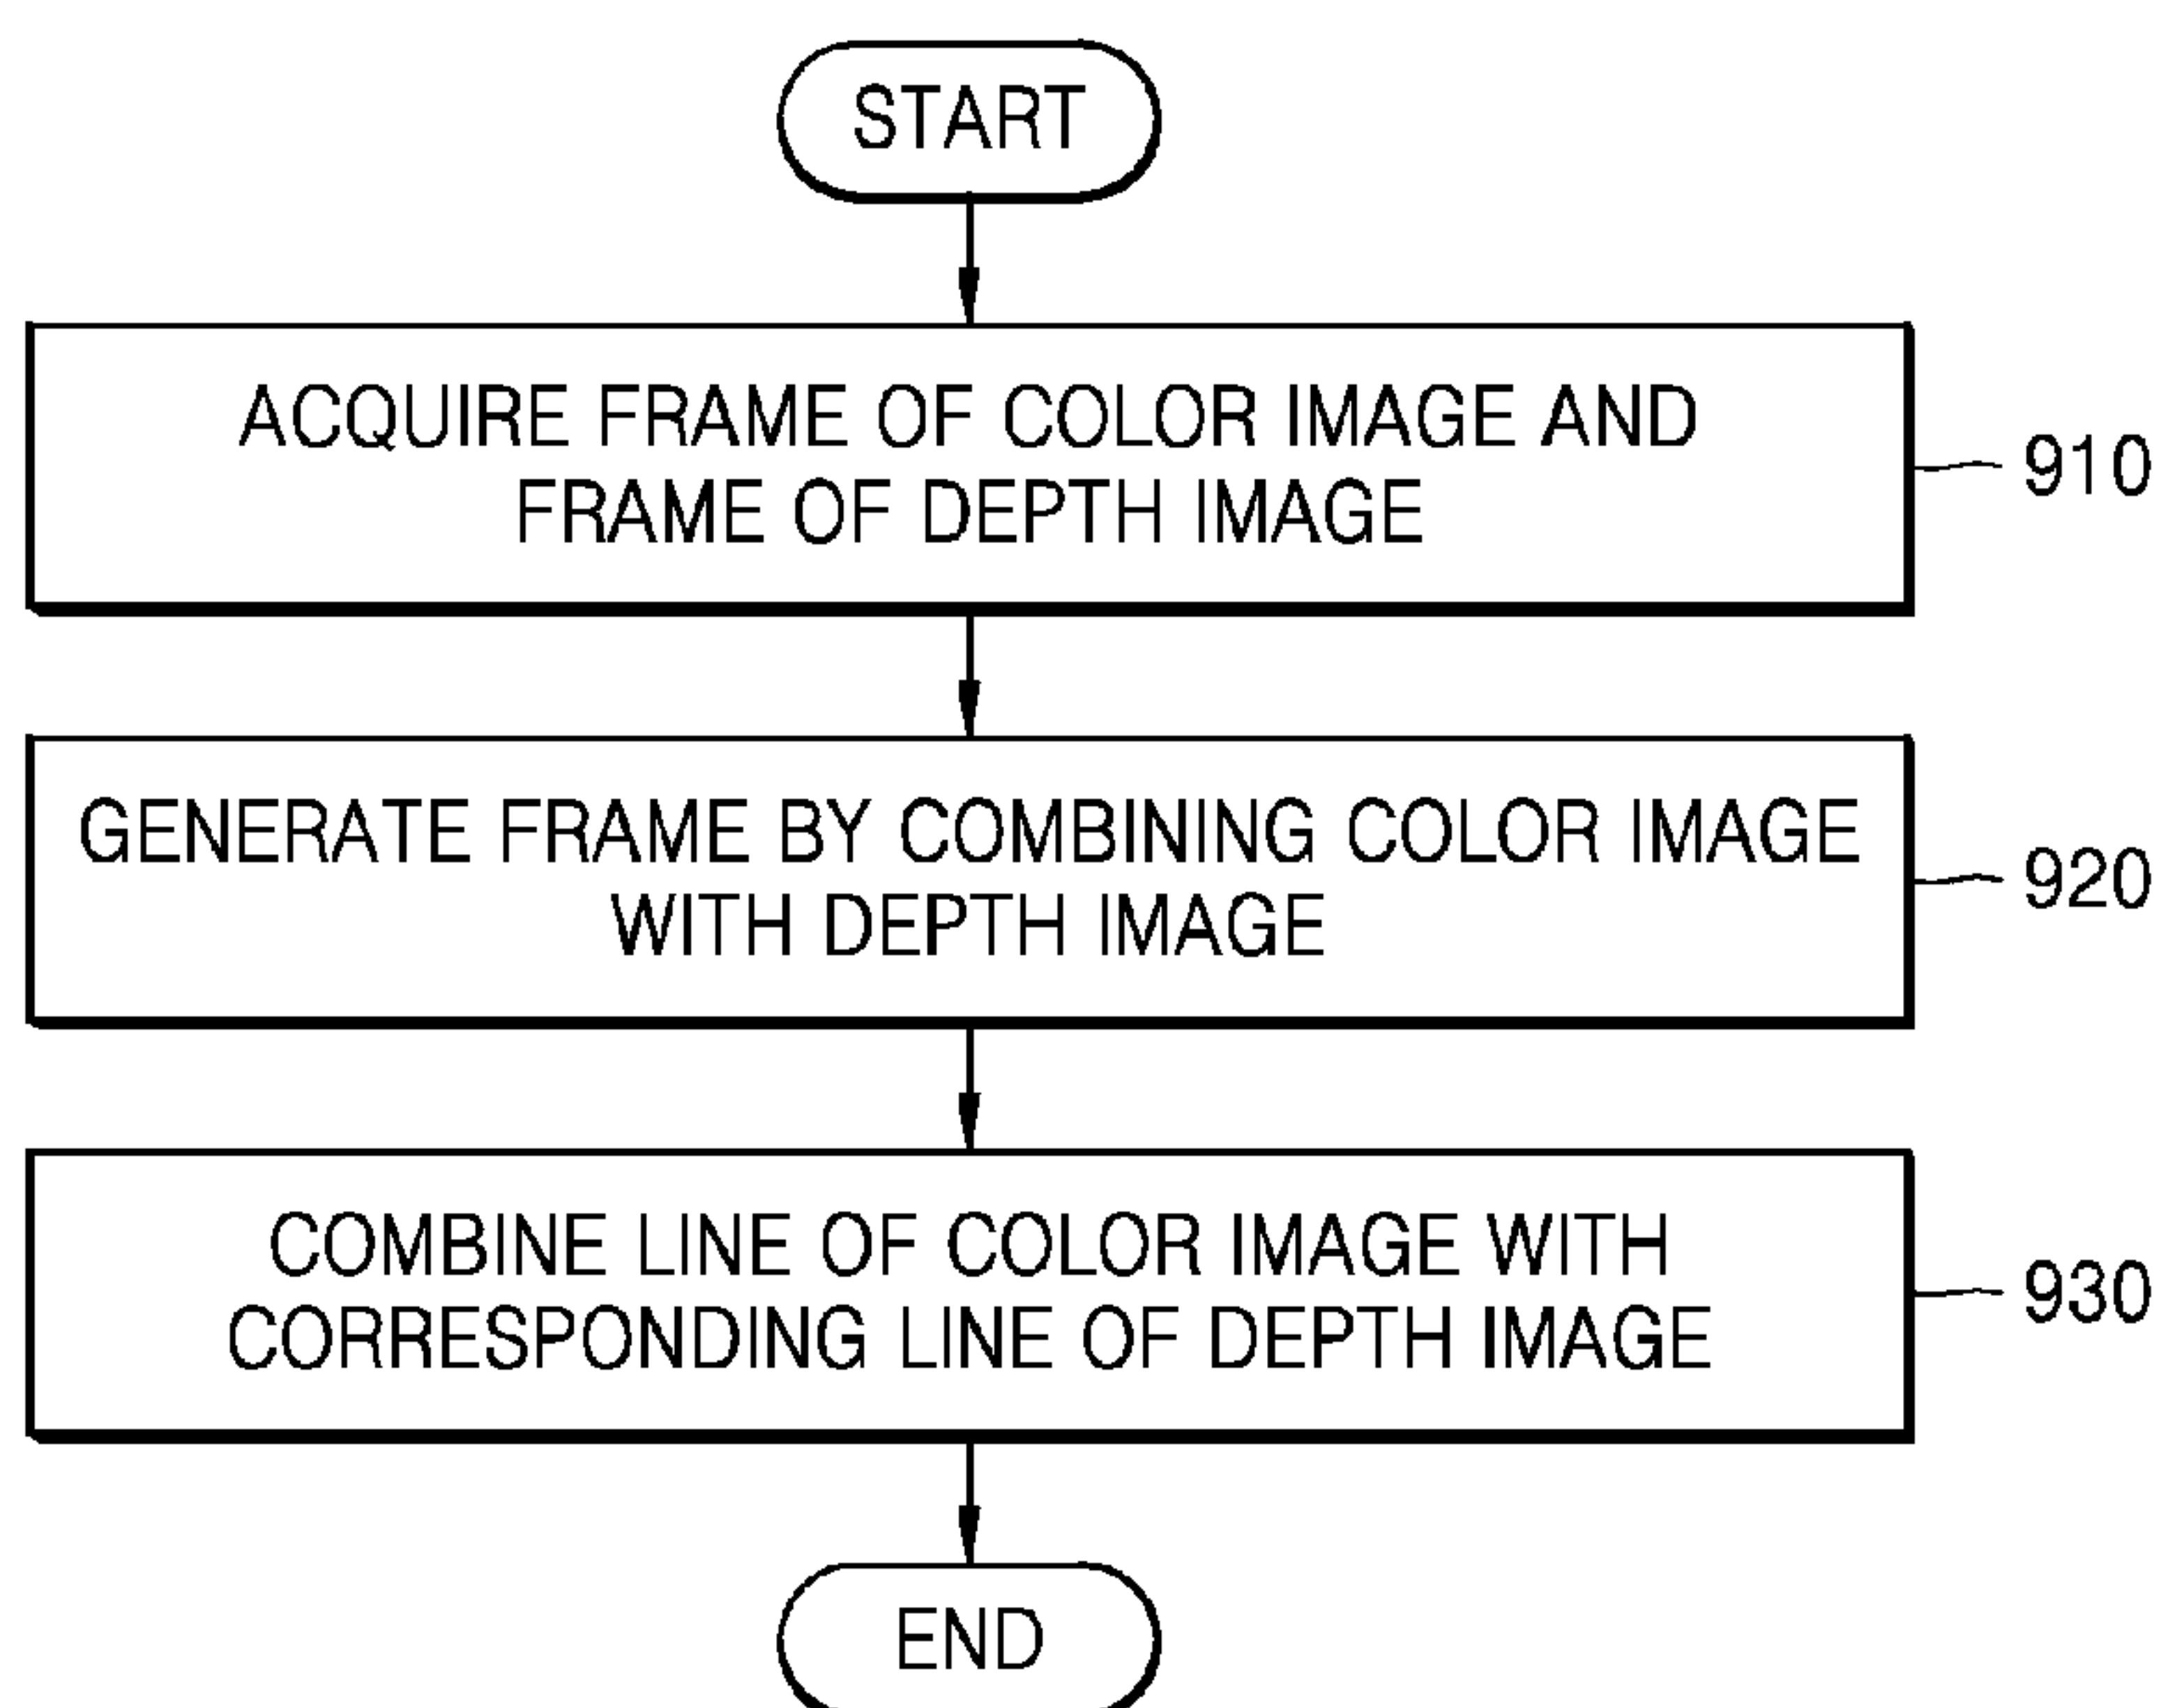 START
ACQUIRE FRAME OF COLOR IMAGE AND
FRAME OF DEPTH IMAGE
910
GENERATE FRAME BY COMBINING COLOR IMAGE
WITH DEPTH IMAGE
920
COMBINE LINE OF COLOR IMAGE WITH
CORRESPONDING LINE OF DEPTH IMAGE
930
END